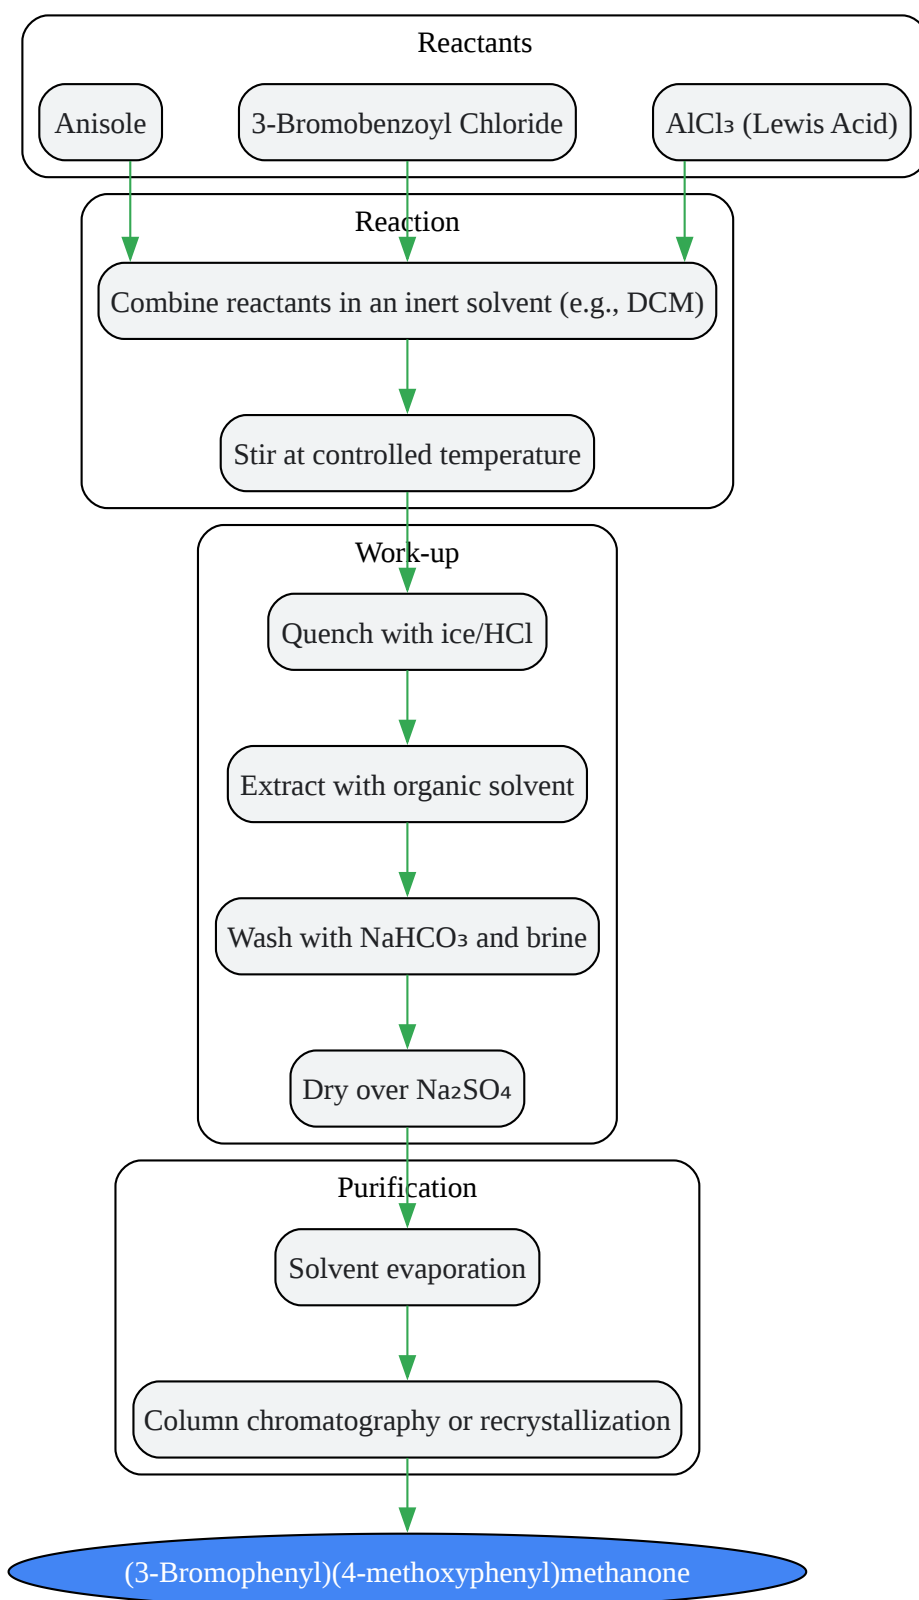 Reactants
Anisole
3-Bromobenzoyl Chloride
AlCl₃ (Lewis Acid)
Reaction
Combine reactants in an inert solvent (e.g., DCM)
Stir at controlled temperature
Work-up
Quench with ice/HCl
Extract with organic solvent
Wash with NaHCO₃ and brine
Dry over Na₂SO₄
Purification
Solvent evaporation
Column chromatography or recrystallization
(3-Bromophenyl)(4-methoxyphenyl)methanone